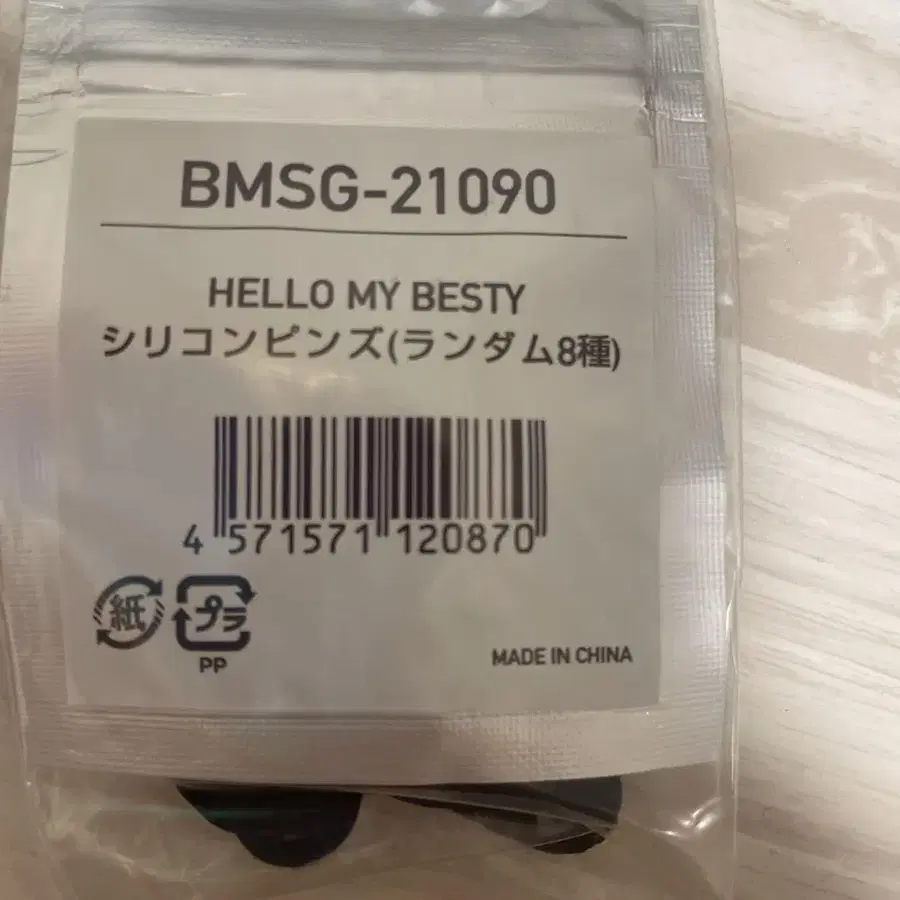 BMSG-21090
HELLO MY BESTY
シリコンピンズ(ランダム8種)
4 571571 120870
紙 プラ
PP
MADE IN CHINA